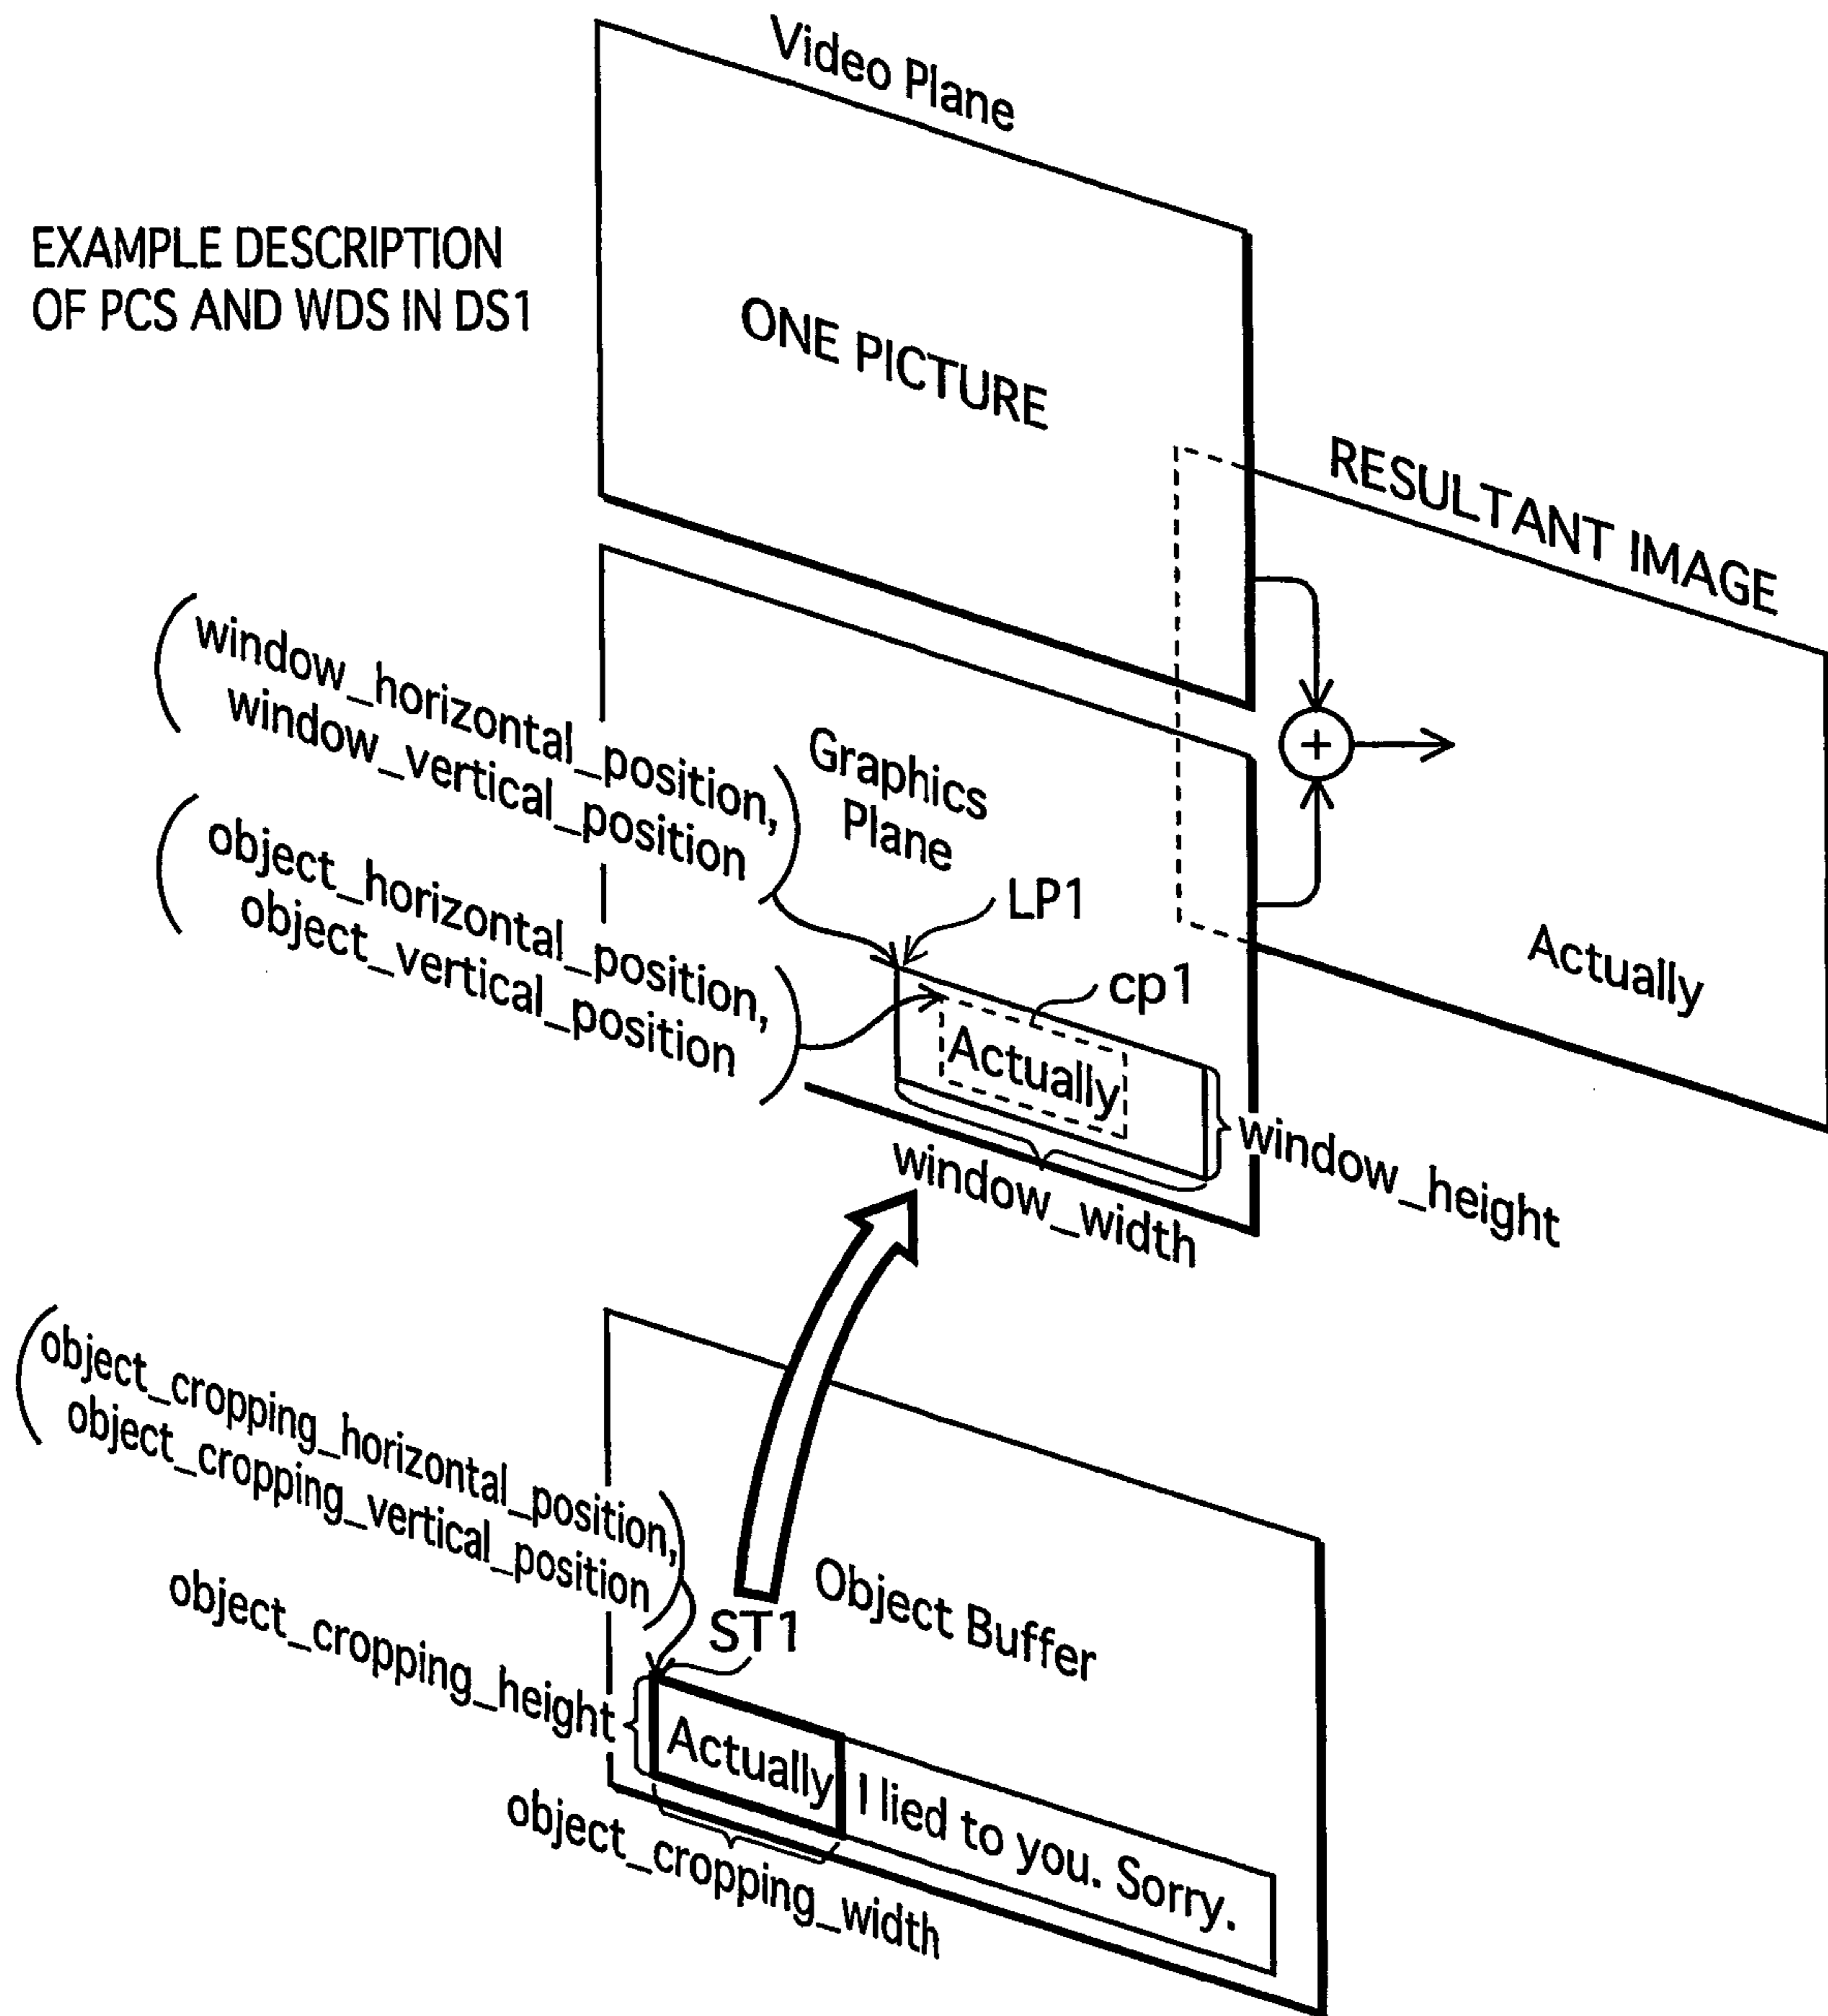 Video Plane
EXAMPLE DESCRIPTION
OF PCS AND WDS IN DS1
ONE PICTURE
RESULTANT IMAGE
(window_horizontal_position,
window_vertical_position)
Graphics
Plane
(object_horizontal_position,
object_vertical_position)
LP1
+
Actually
cp1
Actually
window_height
window_width
(object_cropping_horizontal_position,
object_cropping_vertical_position)
Object Buffer
object_cropping_height
ST1
Actually I lied to you. Sorry.
object_cropping_width